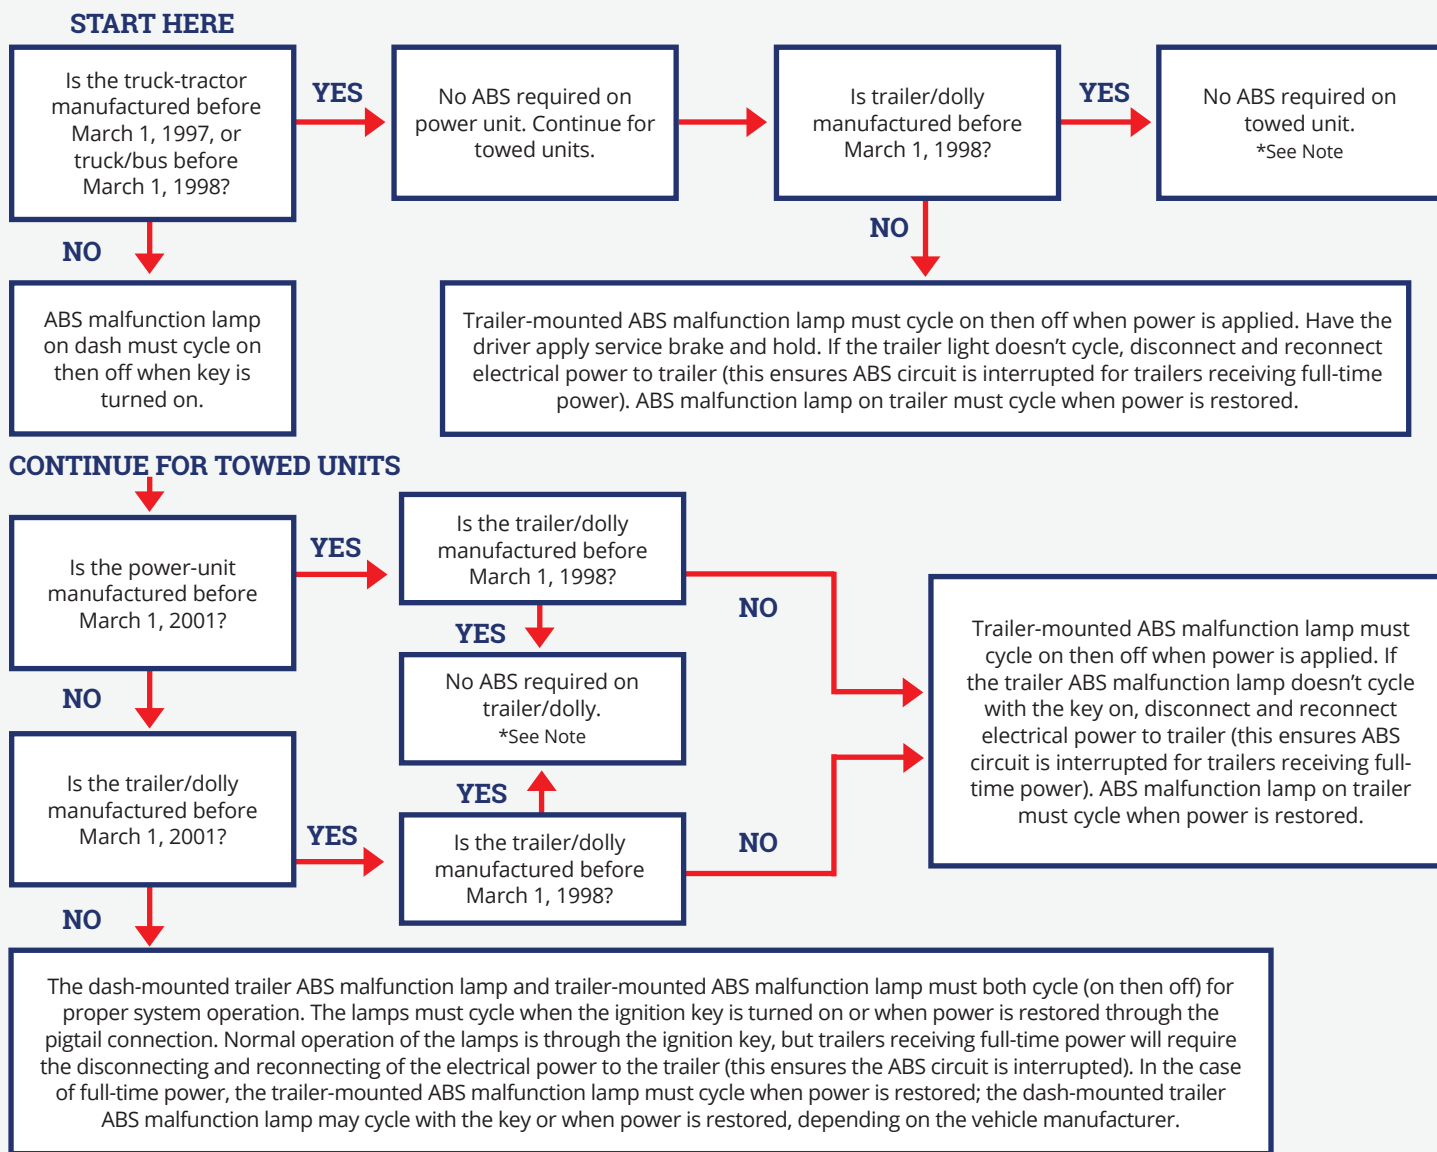 START HERE
Is the truck-tractor
manufactured before
March 1, 1997, or
truck/bus before
March 1, 1998?
YES
No ABS required on
power unit. Continue for
towed units.
Is trailer/dolly
manufactured before
March 1, 1998?
YES
No ABS required on
towed unit.
*See Note
NO
NO
ABS malfunction lamp
on dash must cycle on
then off when key is
turned on.
Trailer-mounted ABS malfunction lamp must cycle on then off when power is applied. Have the
driver apply service brake and hold. If the trailer light doesn’t cycle, disconnect and reconnect
electrical power to trailer (this ensures ABS circuit is interrupted for trailers receiving full-time
power). ABS malfunction lamp on trailer must cycle when power is restored.
CONTINUE FOR TOWED UNITS
Is the power-unit
manufactured before
March 1, 2001?
YES
Is the trailer/dolly
manufactured before
March 1, 1998?
NO
YES
No ABS required on
trailer/dolly.
*See Note
Trailer-mounted ABS malfunction lamp must
cycle on then off when power is applied. If
the trailer ABS malfunction lamp doesn’t cycle
with the key on, disconnect and reconnect
electrical power to trailer (this ensures ABS
circuit is interrupted for trailers receiving full-
time power). ABS malfunction lamp on trailer
must cycle when power is restored.
NO
Is the trailer/dolly
manufactured before
March 1, 2001?
YES
YES
Is the trailer/dolly
manufactured before
March 1, 1998?
NO
NO
The dash-mounted trailer ABS malfunction lamp and trailer-mounted ABS malfunction lamp must both cycle (on then off) for
proper system operation. The lamps must cycle when the ignition key is turned on or when power is restored through the
pigtail connection. Normal operation of the lamps is through the ignition key, but trailers receiving full-time power will require
the disconnecting and reconnecting of the electrical power to the trailer (this ensures the ABS circuit is interrupted). In the case
of full-time power, the trailer-mounted ABS malfunction lamp must cycle when power is restored; the dash-mounted trailer
ABS malfunction lamp may cycle with the key or when power is restored, depending on the vehicle manufacturer.